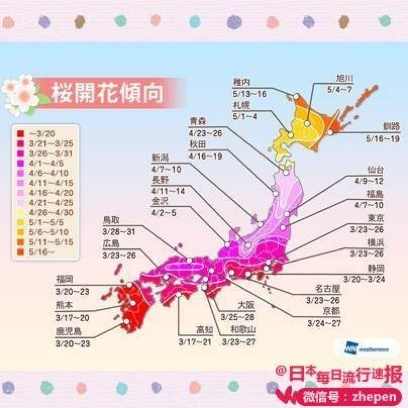 桜開花傾向
~3/20
3/21~3/25
3/26~3/31
4/1~4/5
4/6~4/10
4/11~4/15
4/16~4/20
4/21~4/25
4/26~4/30
5/1~5/5
5/6~5/10
5/11~5/15
5/16~
稚内
5/13~16
旭川
5/4~7
札幌
5/1~4
釧路
5/16~19
青森
4/23~26
秋田
4/16~19
新潟
4/7~10
長野
4/11~14
金沢
4/2~5
仙台
4/9~12
福島
4/7~10
東京
3/23~26
横浜
3/23~26
静岡
3/20~3/24
名古屋
3/23~26
京都
3/24~27
大阪
3/25~28
和歌山
3/23~27
高知
3/17~21
鳥取
3/28~31
広島
3/23~26
福岡
3/20~23
熊本
3/17~20
鹿児島
3/20~23
weathernews
@日本每日流行速报
微信号：zhepen